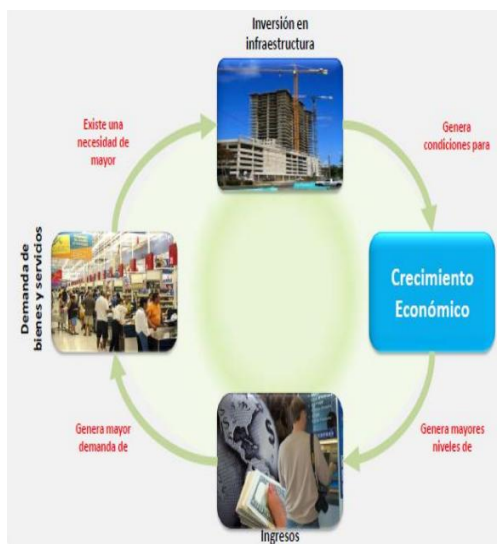 Inversión en
infraestructura
Genera
condiciones para
Crecimiento
Económico
Genera mayores
niveles de
Ingresos
Genera mayor
demanda de
Demanda de
bienes y servicios
Existe una
necesidad de
mayor